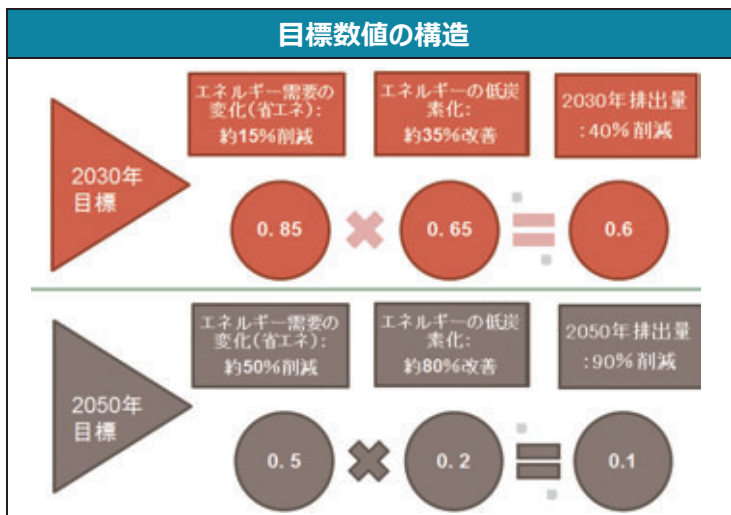 目標数値の構造
エネルギー需要の
変化(省エネ):
約15%削減
エネルギーの低炭
素化:
約35%改善
2030年排出量
:40%削減
2030年
目標
0. 85
×
0. 65
≒
0.6
エネルギー需要の
変化(省エネ):
約50%削減
エネルギーの低炭
素化:
約80%改善
2050年排出量
:90%削減
2050年
目標
0. 5
×
0. 2
≒
0.1